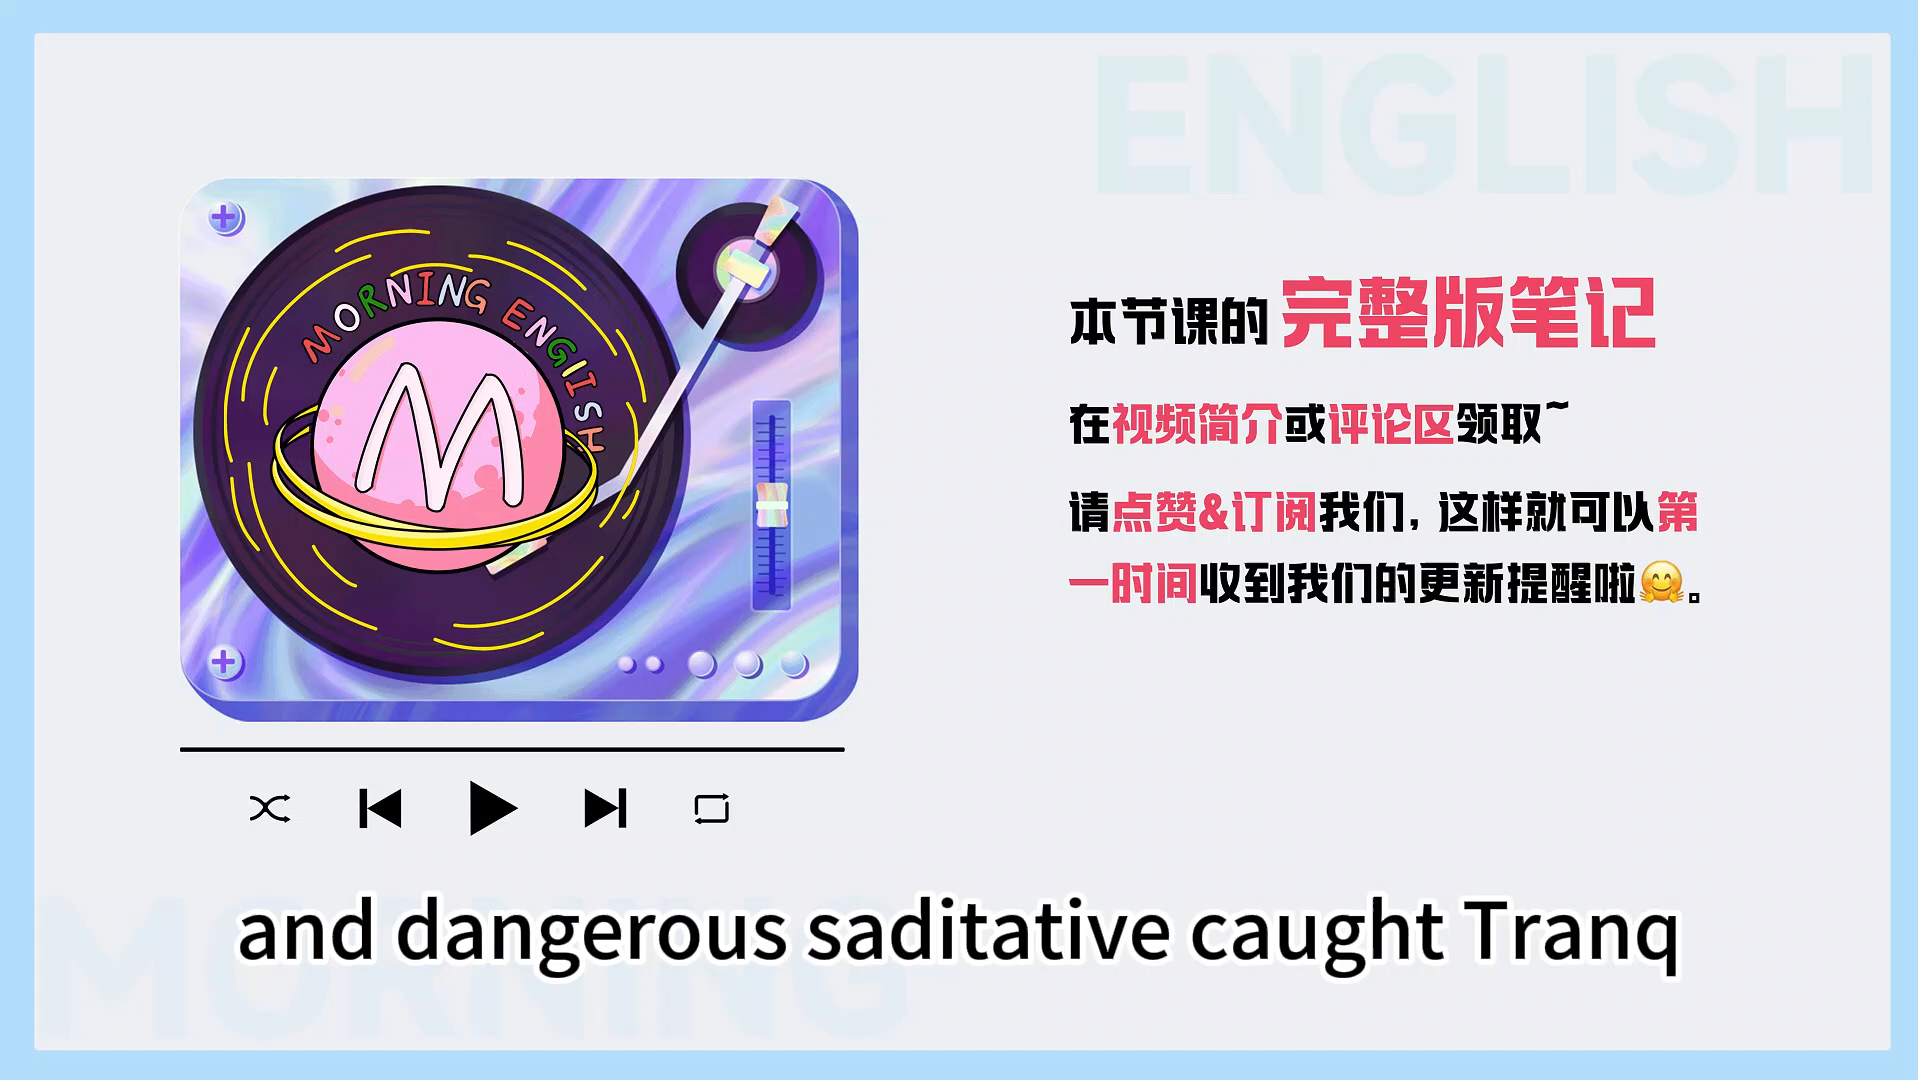 ENGLISH
MORNING ENGLISH
M
本节课的 完整版笔记
在视频简介或评论区领取~
请点赞&订阅我们，这样就可以第
一时间收到我们的更新提醒啦🤗。
MORNING
and dangerous saditative caught Tranq